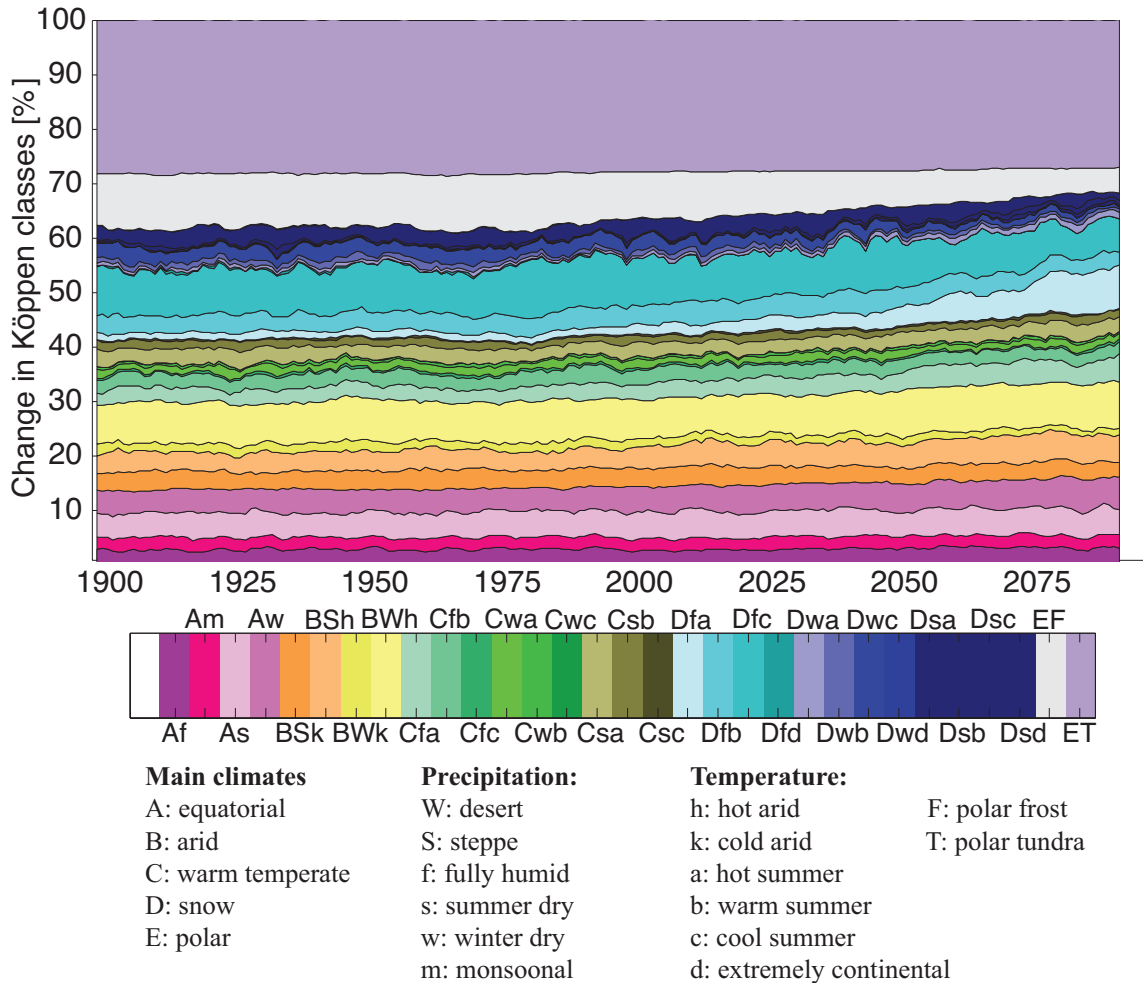 Change in Köppen classes [%]
100
90
80
70
60
50
40
30
20
10
1900 1925 1950 1975 2000 2025 2050 2075
Am Aw BSh BWh Cfb Cwa Cwc Csb Dfa Dfc Dwa Dwc Dsa Dsc EF
Af As BSk BWk Cfa Cfc Cwb Csa Csc Dfb Dfd Dwb Dwd Dsb Dsd ET
Main climates Precipitation: Temperature:
A: equatorial W: desert h: hot arid F: polar frost
B: arid S: steppe k: cold arid T: polar tundra
C: warm temperate f: fully humid a: hot summer
D: snow s: summer dry b: warm summer
E: polar w: winter dry c: cool summer
m: monsoonal d: extremely continental